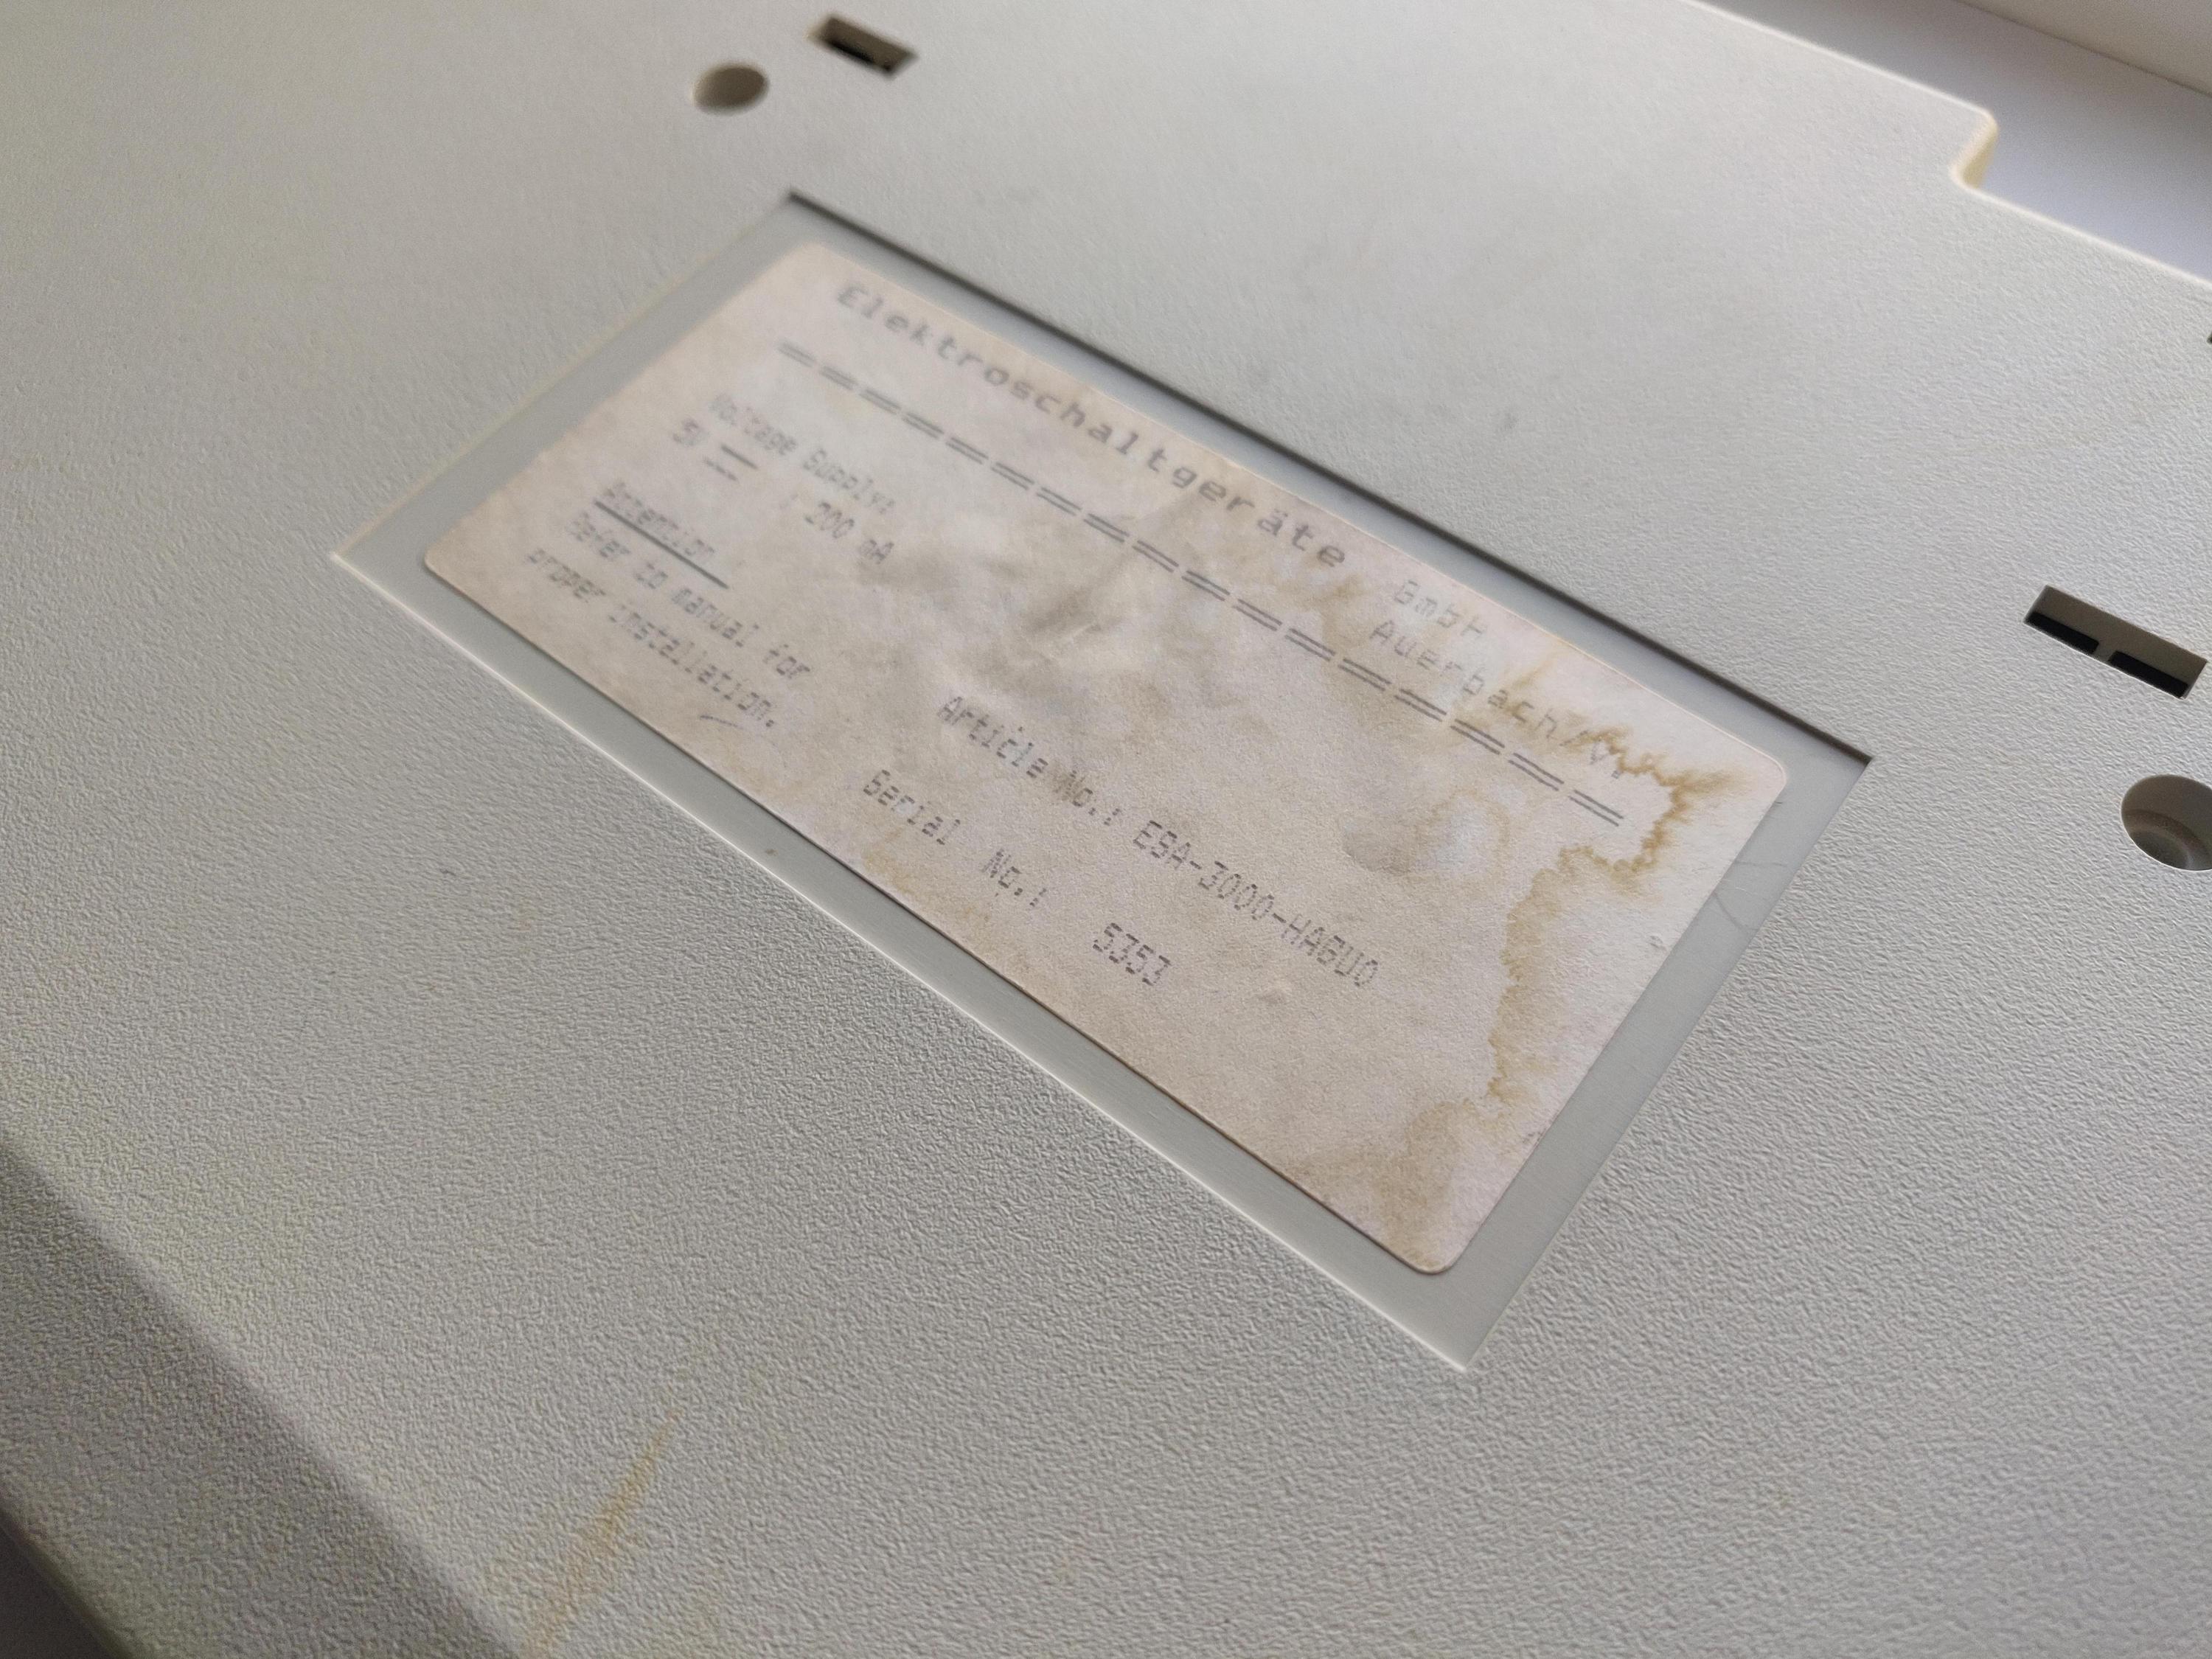 Elektroschaltgeräte GmbH
Auerbach/V.
==================
Voltage Supply:
5V 200 mA
Attention
Refer to manual for
proper installation.
Article No.: ESA-3000-HABUO
Serial No.: 5353